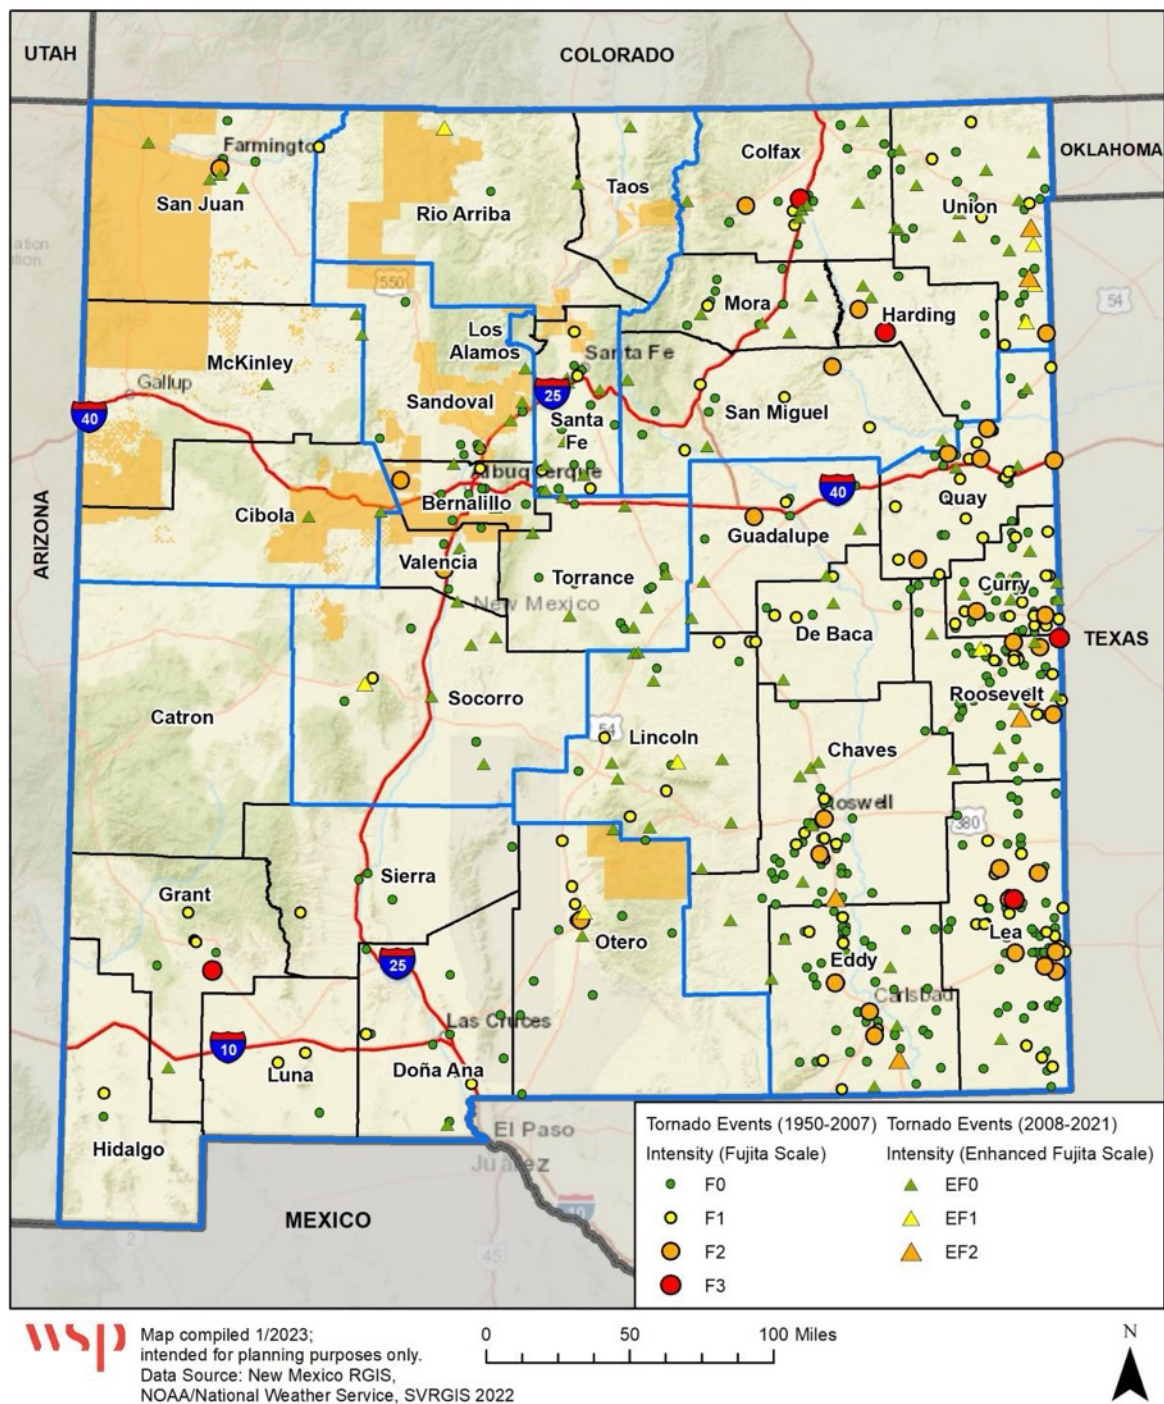 UTAH
COLORADO
OKLAHOMA
Farmington
San Juan
Rio Arriba
Taos
Colfax
Union
550
54
Mora
Harding
Los
Alamos
Santa Fe
McKinley
Gallup
Sandoval
25
Santa
Fe
San Miguel
40
Albuquerque
Bernalillo
40
Quay
Cibola
Guadalupe
ARIZONA
Valencia
Torrance
Curry
New Mexico
De Baca
TEXAS
Roosevelt
Catron
Socorro
54
Lincoln
Chaves
Roswell
380
Grant
Sierra
Otero
Lea
25
Eddy
Carlsbad
Las Cruces
10
Luna
Doña Ana
Hidalgo
El Paso
Juárez
MEXICO
10
2
45
Tornado Events (1950-2007) Tornado Events (2008-2021)
Intensity (Fujita Scale) Intensity (Enhanced Fujita Scale)
F0 EF0
F1 EF1
F2 EF2
F3
wsp
Map compiled 1/2023;
intended for planning purposes only.
Data Source: New Mexico RGIS,
NOAA/National Weather Service, SVRGIS 2022
0 50 100 Miles
N